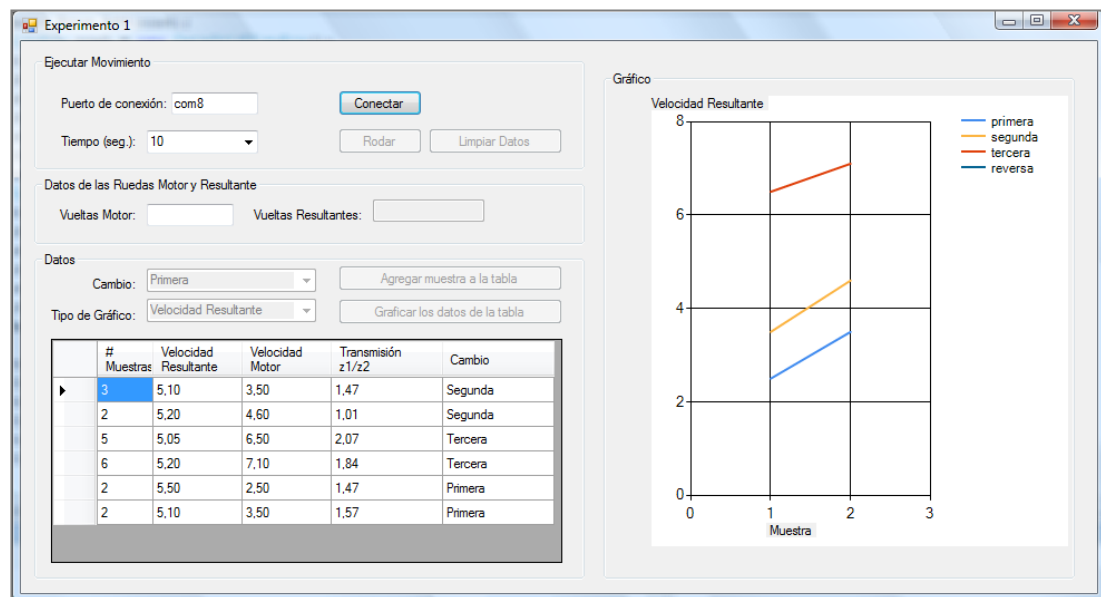 Experimento 1
Ejecutar Movimiento
Puerto de conexión: com8 Conectar
Tiempo (seg.): 10 Rodar Limpiar Datos
Datos de las Ruedas Motor y Resultante
Vueltas Motor: Vueltas Resultantes:
Datos
Cambio: Primera Agregar muestra a la tabla
Tipo de Gráfico: Velocidad Resultante Graficar los datos de la tabla
# Muestras Velocidad Resultante Velocidad Motor Transmisión z1/z2 Cambio
3 5,10 3,50 1,47 Segunda
2 5,20 4,60 1,01 Segunda
5 5,05 6,50 2,07 Tercera
6 5,20 7,10 1,84 Tercera
2 5,50 2,50 1,47 Primera
2 5,10 3,50 1,57 Primera
Gráfico
Velocidad Resultante
8
6
4
2
0
0 1 2 3
Muestra
primera
segunda
tercera
reversa